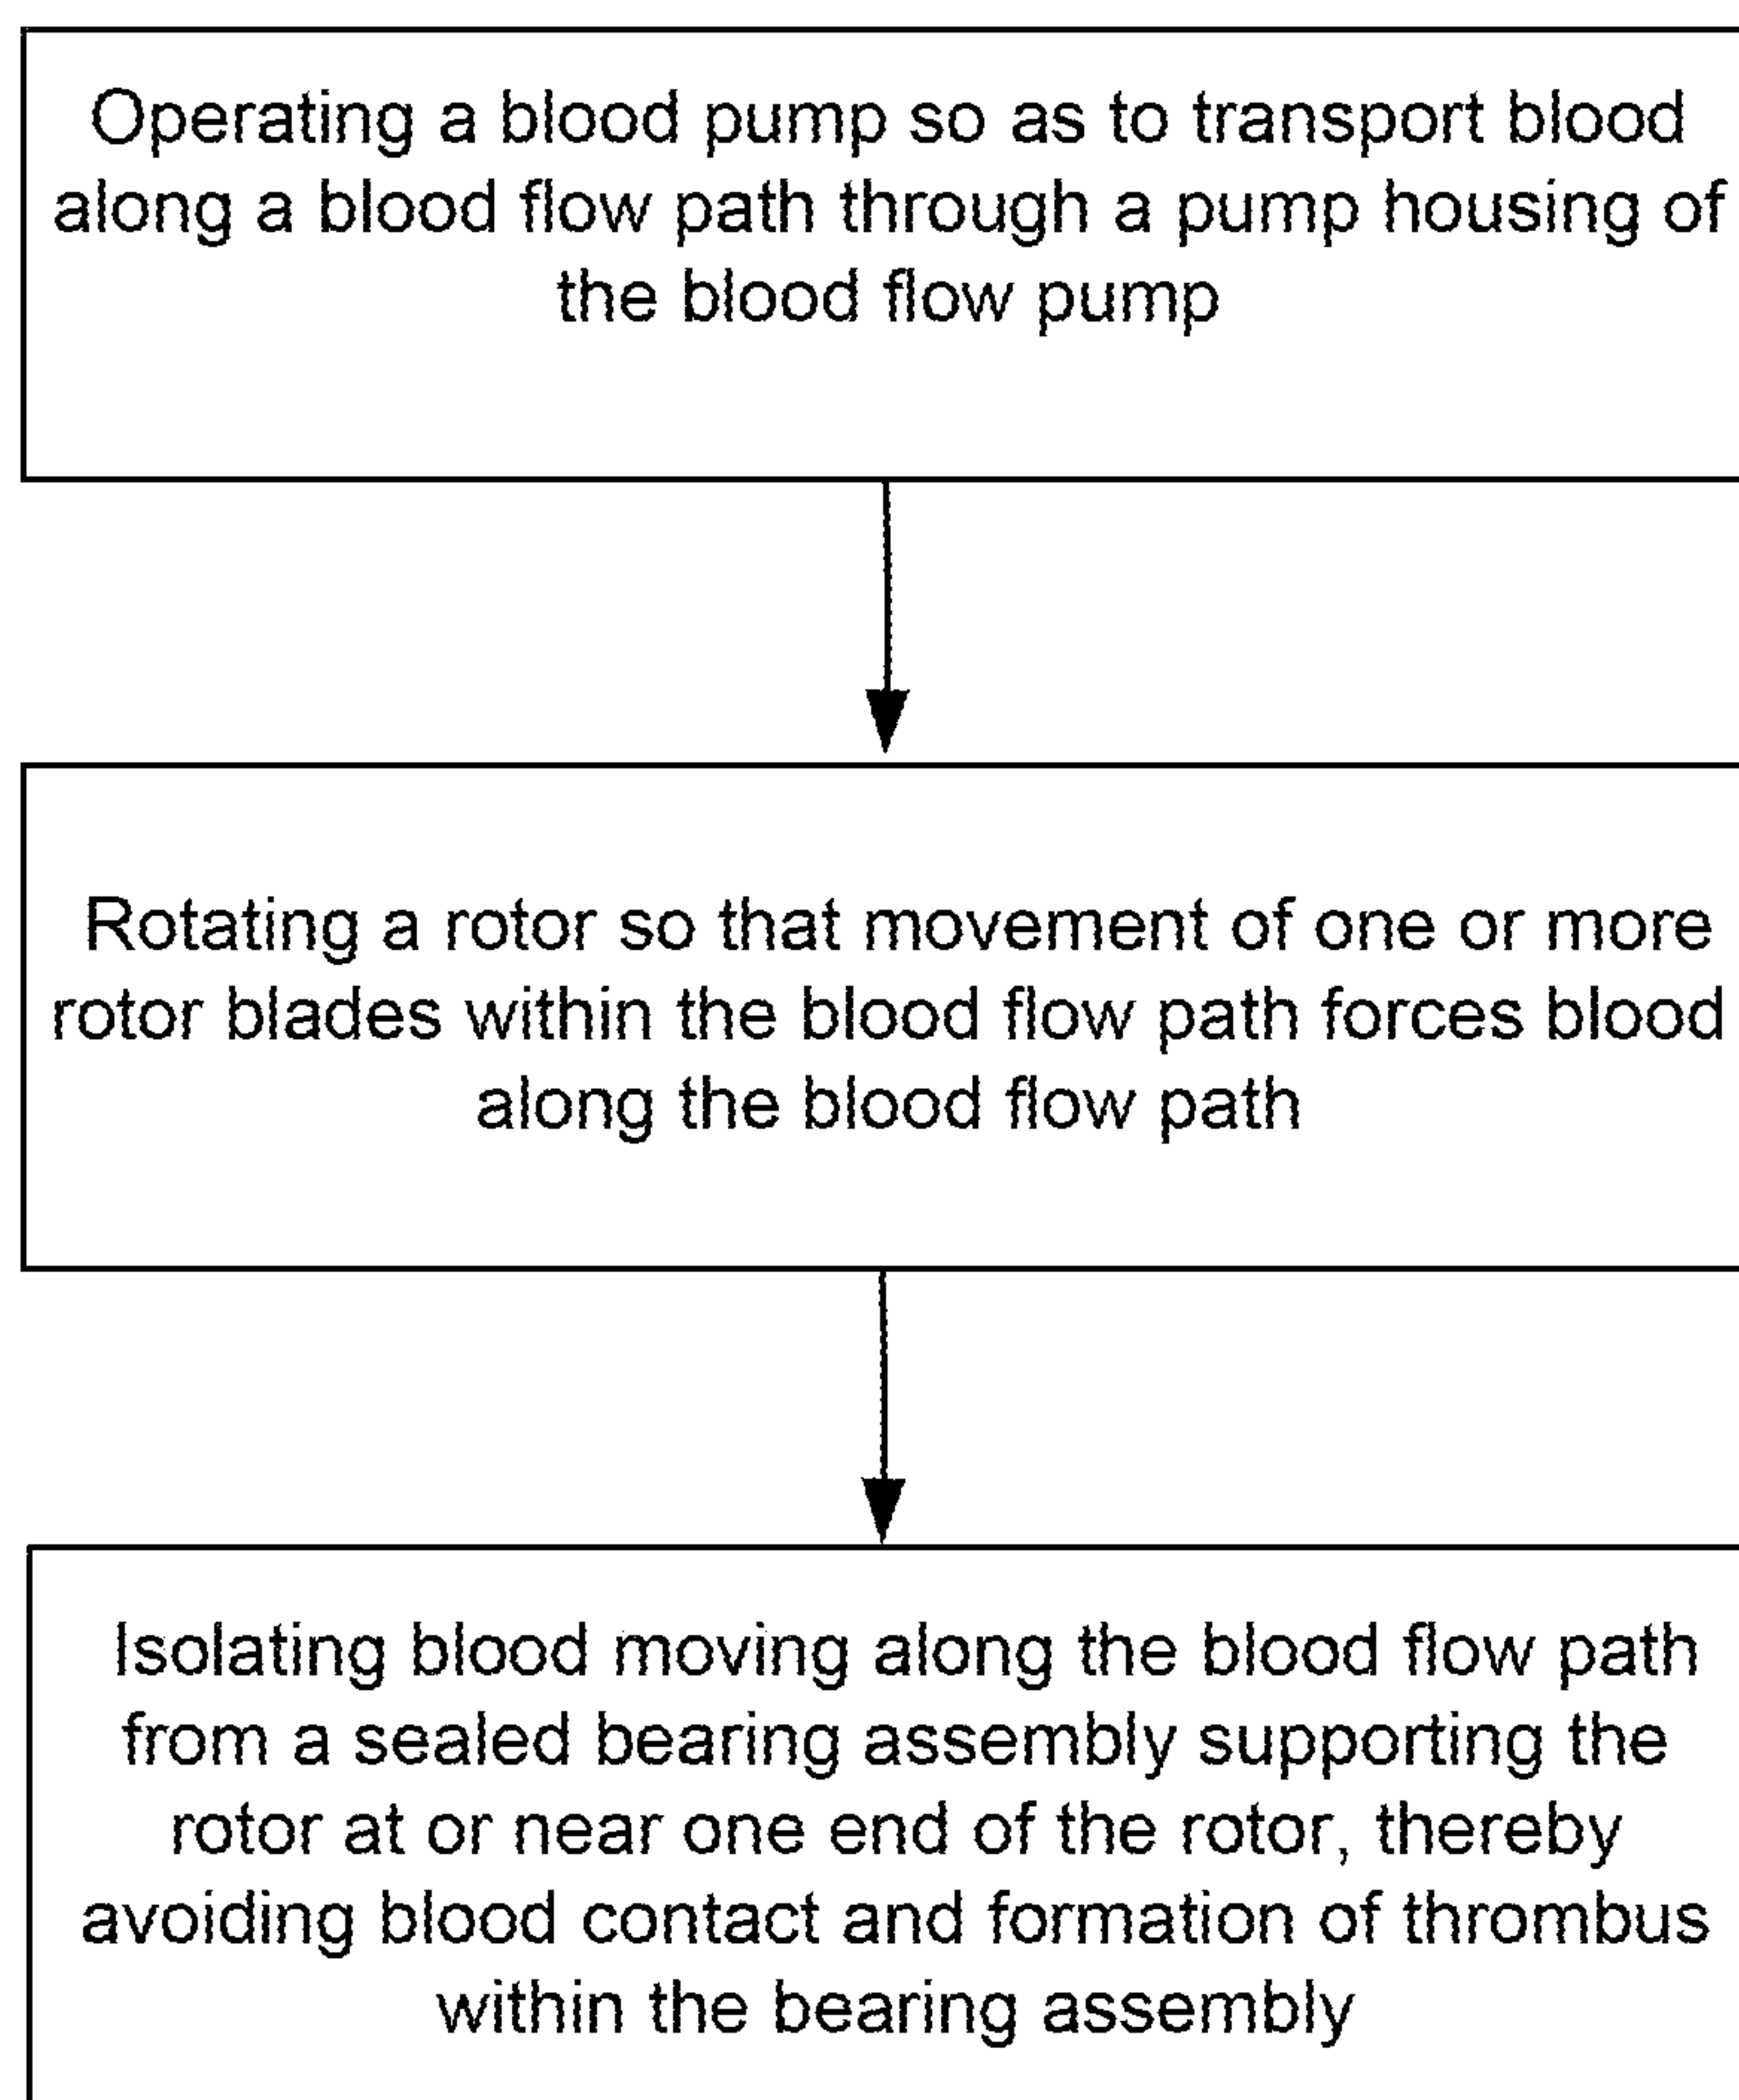 Operating a blood pump so as to transport blood
along a blood flow path through a pump housing of
the blood flow pump
Rotating a rotor so that movement of one or more
rotor blades within the blood flow path forces blood
along the blood flow path
Isolating blood moving along the blood flow path
from a sealed bearing assembly supporting the
rotor at or near one end of the rotor, thereby
avoiding blood contact and formation of thrombus
within the bearing assembly